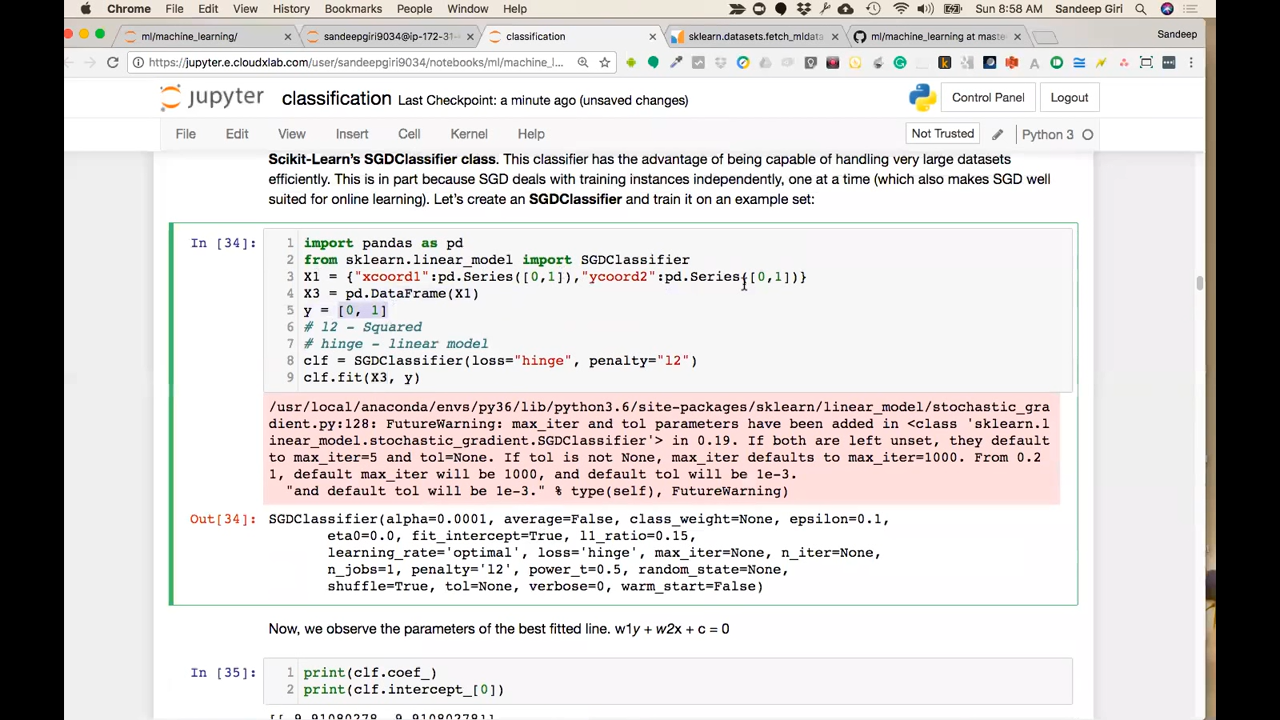 Chrome File Edit View History Bookmarks People Window Help Sun 8:58 AM Sandeep Giri
ml/machine_learning/ sandeepgiri9034@ip-172-31- classification sklearn.datasets.fetch_mldata ml/machine_learning at maste Sandeep
https://jupyter.e.cloudxlab.com/user/sandeepgiri9034/notebooks/ml/machine_l...
jupyter classification Last Checkpoint: a minute ago (unsaved changes) Control Panel Logout
File Edit View Insert Cell Kernel Help Not Trusted Python 3
Scikit-Learn's SGDClassifier class. This classifier has the advantage of being capable of handling very large datasets
efficiently. This is in part because SGD deals with training instances independently, one at a time (which also makes SGD well
suited for online learning). Let's create an SGDClassifier and train it on an example set:
In [34]: 1 import pandas as pd
2 from sklearn.linear_model import SGDClassifier
3 X1 = {"xcoord1":pd.Series([0,1]),"ycoord2":pd.Series([0,1])}
4 X3 = pd.DataFrame(X1)
5 y = [0, 1]
6 # l2 - Squared
7 # hinge - linear model
8 clf = SGDClassifier(loss="hinge", penalty="l2")
9 clf.fit(X3, y)
/usr/local/anaconda/envs/py36/lib/python3.6/site-packages/sklearn/linear_model/stochastic_gra
dient.py:128: FutureWarning: max_iter and tol parameters have been added in <class 'sklearn.l
inear_model.stochastic_gradient.SGDClassifier'> in 0.19. If both are left unset, they default
to max_iter=5 and tol=None. If tol is not None, max_iter defaults to max_iter=1000. From 0.2
1, default max_iter will be 1000, and default tol will be 1e-3.
"and default tol will be 1e-3." % type(self), FutureWarning)
Out[34]: SGDClassifier(alpha=0.0001, average=False, class_weight=None, epsilon=0.1,
eta0=0.0, fit_intercept=True, l1_ratio=0.15,
learning_rate='optimal', loss='hinge', max_iter=None, n_iter=None,
n_jobs=1, penalty='l2', power_t=0.5, random_state=None,
shuffle=True, tol=None, verbose=0, warm_start=False)
Now, we observe the parameters of the best fitted line. w1y + w2x + c = 0
In [35]: 1 print(clf.coef_)
2 print(clf.intercept_[0])
[[ 9.91080278 9.91080278]]